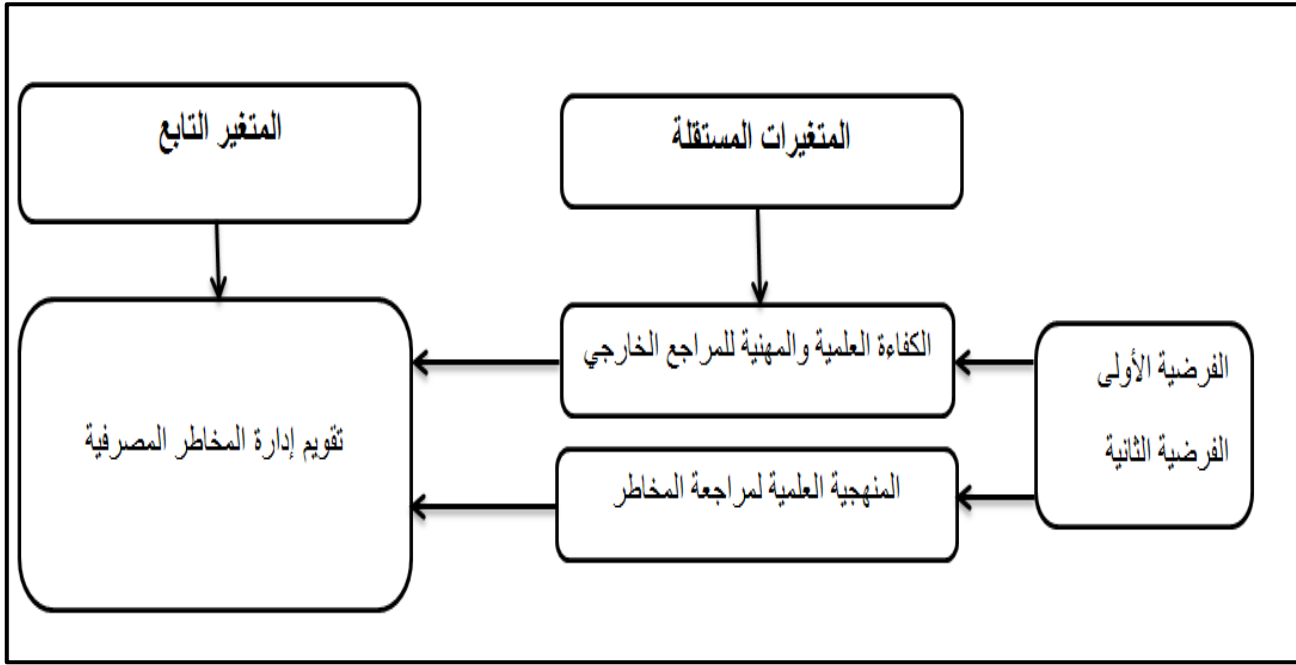 المتغيرات المستقلة
المتغير التابع
الفرضية الأولى
الفرضية الثانية
الكفاءة العلمية والمهنية للمراجع الخارجي
المنهجية العلمية لمراجعة المخاطر
تقويم إدارة المخاطر المصرفية